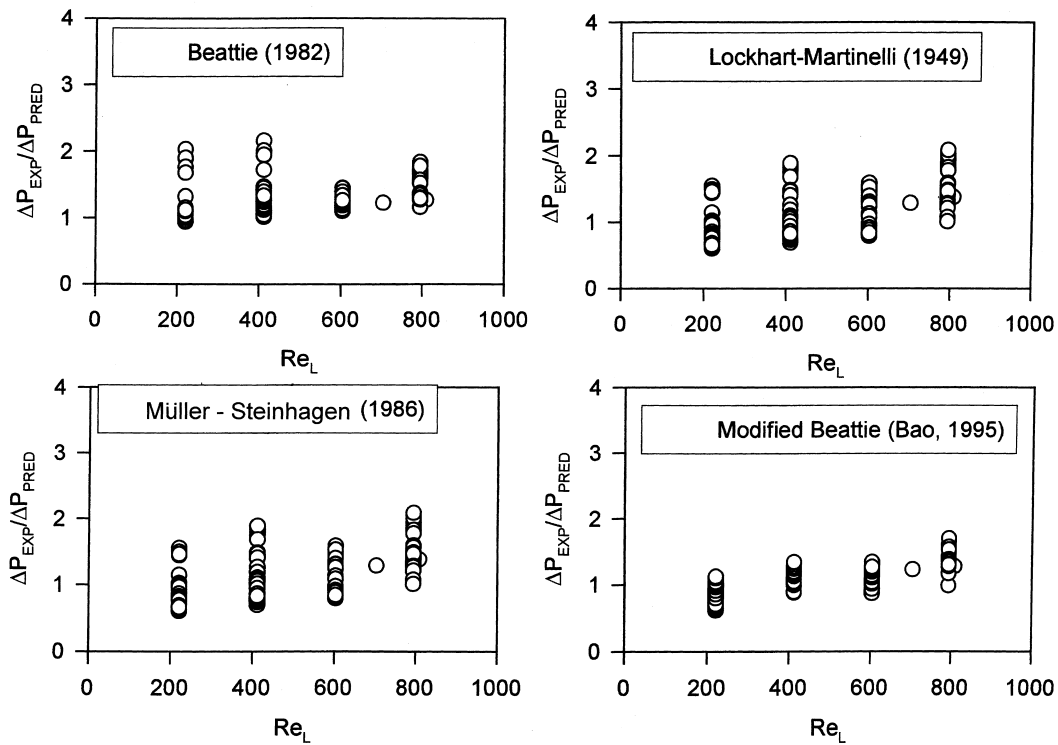 4
Beattie (1982)
3
2
1
0
ΔP_EXP/ΔP_PRED
0 200 400 600 800 1000
Re_L
4
Lockhart-Martinelli (1949)
3
2
1
0
ΔP_EXP/ΔP_PRED
0 200 400 600 800 1000
Re_L
4
Müller - Steinhagen (1986)
3
2
1
0
ΔP_EXP/ΔP_PRED
0 200 400 600 800 1000
Re_L
4
Modified Beattie (Bao, 1995)
3
2
1
0
ΔP_EXP/ΔP_PRED
0 200 400 600 800 1000
Re_L